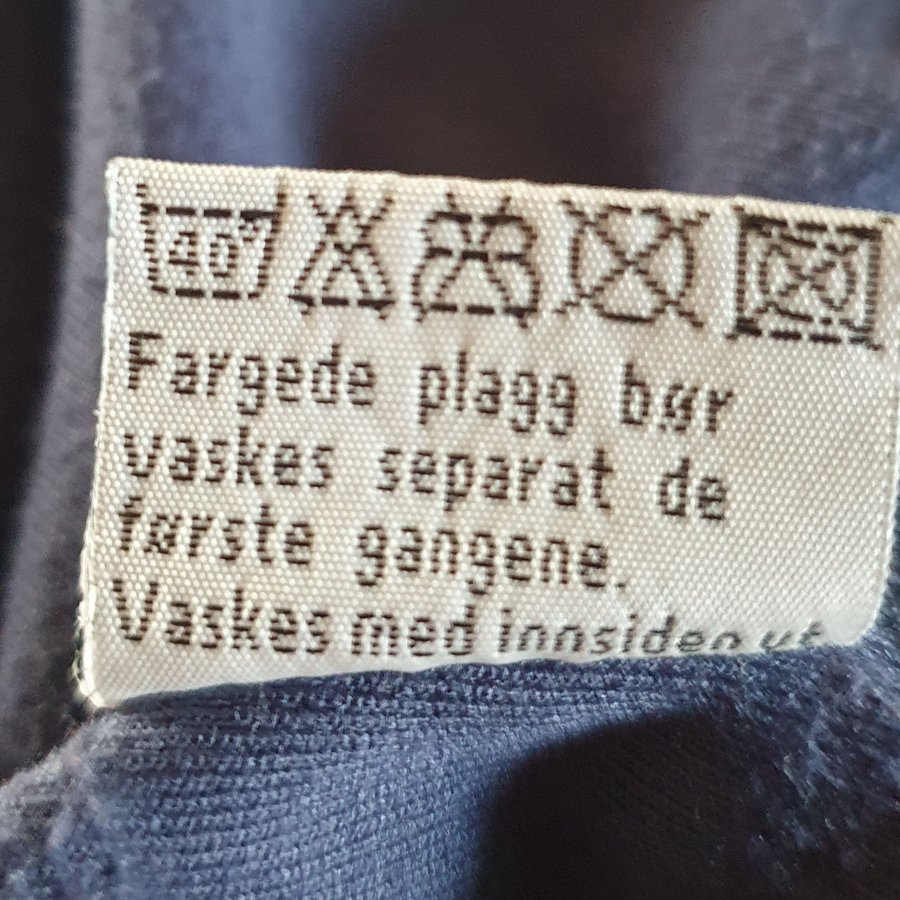 40°
Fargede plagg bør
vaskes separat de
første gangene.
Vaskes med innsiden ut